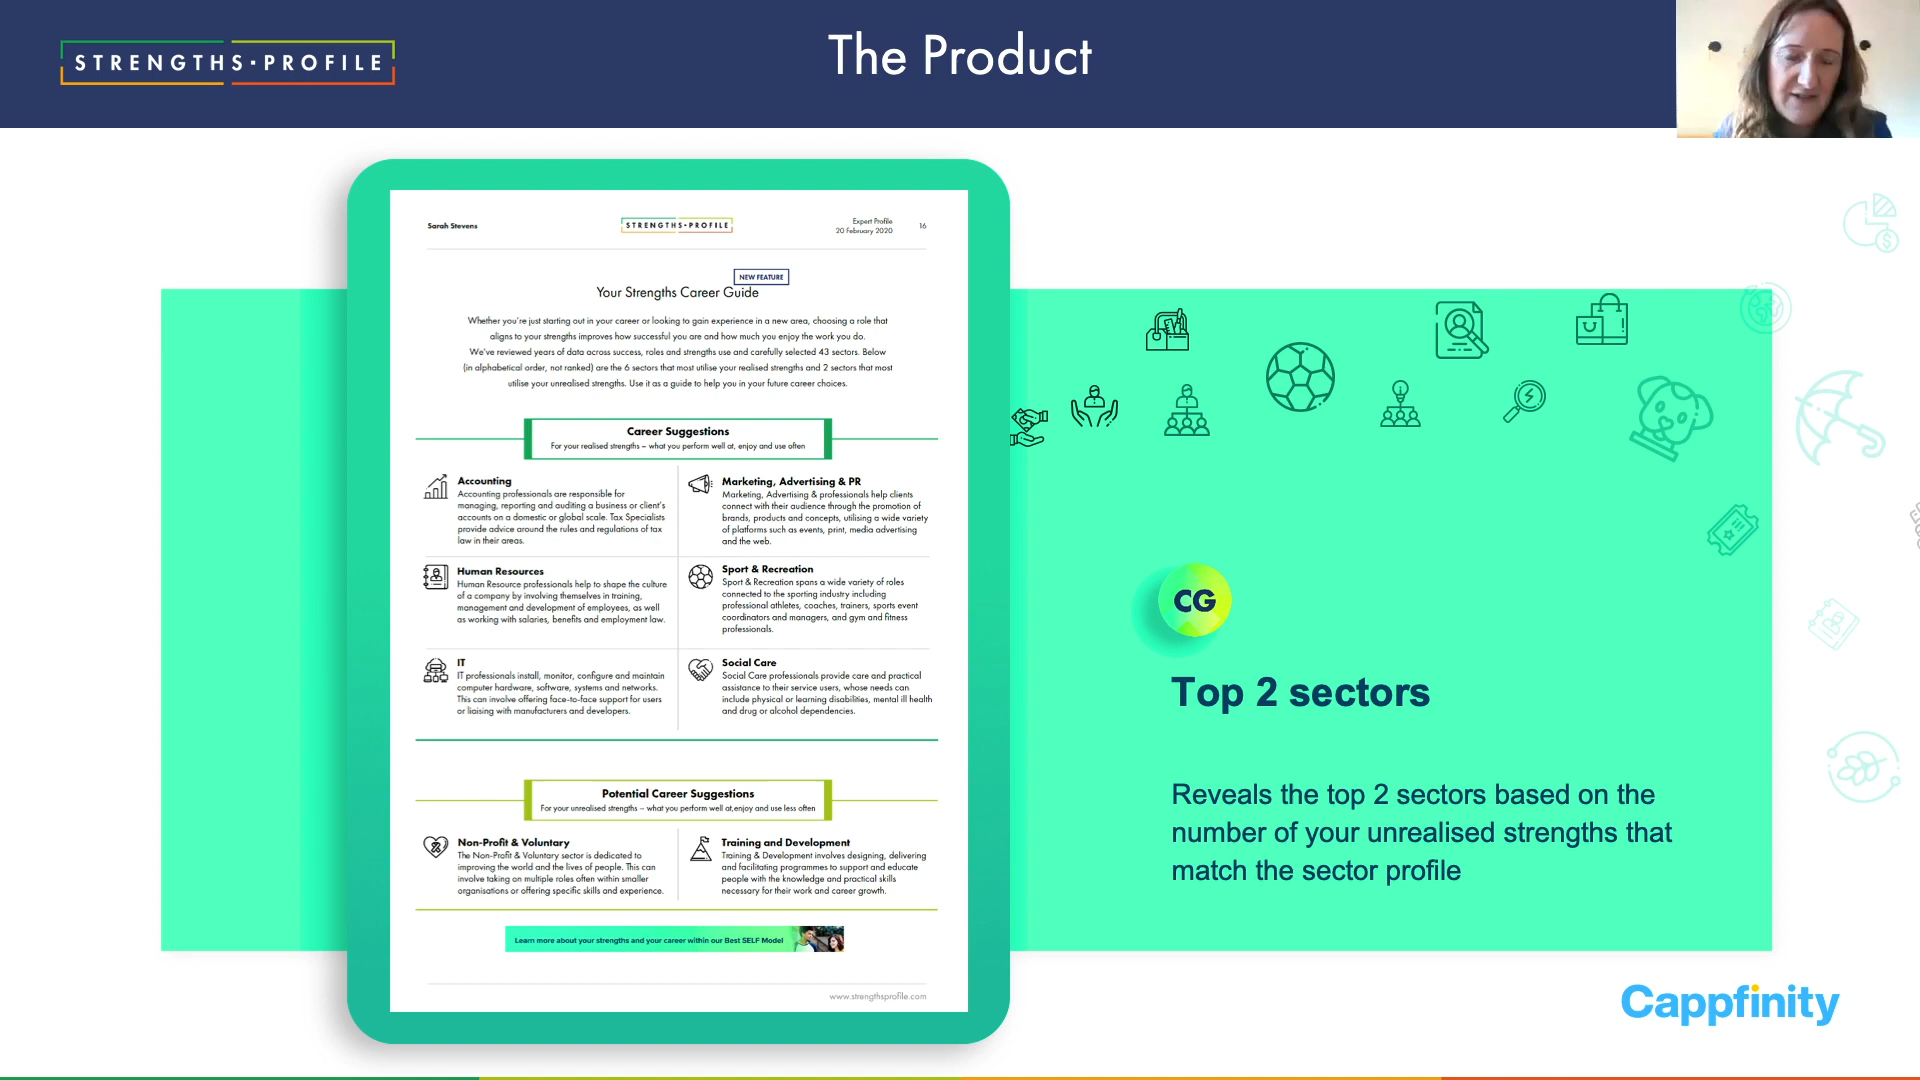 STRENGTHS·PROFILE
The Product
Sarah Stevens
STRENGTHS·PROFILE
Expert Profile
20 February 2020
16
NEW FEATURE
Your Strengths Career Guide
Whether you're just starting out in your career or looking to gain experience in a new area, choosing a role that
aligns to your strengths improves how successful you are and how much you enjoy the work you do.
We've reviewed years of data across success, roles and strengths use and carefully selected 43 sectors. Below
(in alphabetical order, not ranked) are the 6 sectors that most utilise your realised strengths and 2 sectors that most
utilise your unrealised strengths. Use it as a guide to help you in your future career choices.
Career Suggestions
For your realised strengths – what you perform well at, enjoy and use often
Accounting
Accounting professionals are responsible for
managing, reporting and auditing a business or client's
accounts on a domestic or global scale. Tax Specialists
provide advice around the rules and regulations of tax
law in their areas.
Marketing, Advertising & PR
Marketing, Advertising & professionals help clients
connect with their audience through the promotion of
brands, products and concepts, utilising a wide variety
of platforms such as events, print, media advertising
and the web.
Human Resources
Human Resource professionals help to shape the culture
of a company by involving themselves in training,
management and development of employees, as well
as working with salaries, benefits and employment law.
Sport & Recreation
Sport & Recreation spans a wide variety of roles
connected to the sporting industry including
professional athletes, coaches, trainers, sports event
coordinators and managers, and gym and fitness
professionals.
IT
IT professionals install, monitor, configure and maintain
computer hardware, software, systems and networks.
This can involve offering face-to-face support for users
or liaising with manufacturers and developers.
Social Care
Social Care professionals provide care and practical
assistance to their service users, whose needs can
include physical or learning disabilities, mental ill health
and drug or alcohol dependencies.
Potential Career Suggestions
For your unrealised strengths – what you perform well at,enjoy and use less often
Non-Profit & Voluntary
The Non-Profit & Voluntary sector is dedicated to
improving the world and the lives of people. This can
involve taking on multiple roles often within smaller
organisations or offering specific skills and experience.
Training and Development
Training & Development involves designing, delivering
and facilitating programmes to support and educate
people with the knowledge and practical skills
necessary for their work and career growth.
Learn more about your strengths and your career within our Best SELF Model
www.strengthsprofile.com
CG
Top 2 sectors
Reveals the top 2 sectors based on the
number of your unrealised strengths that
match the sector profile
Cappfinity